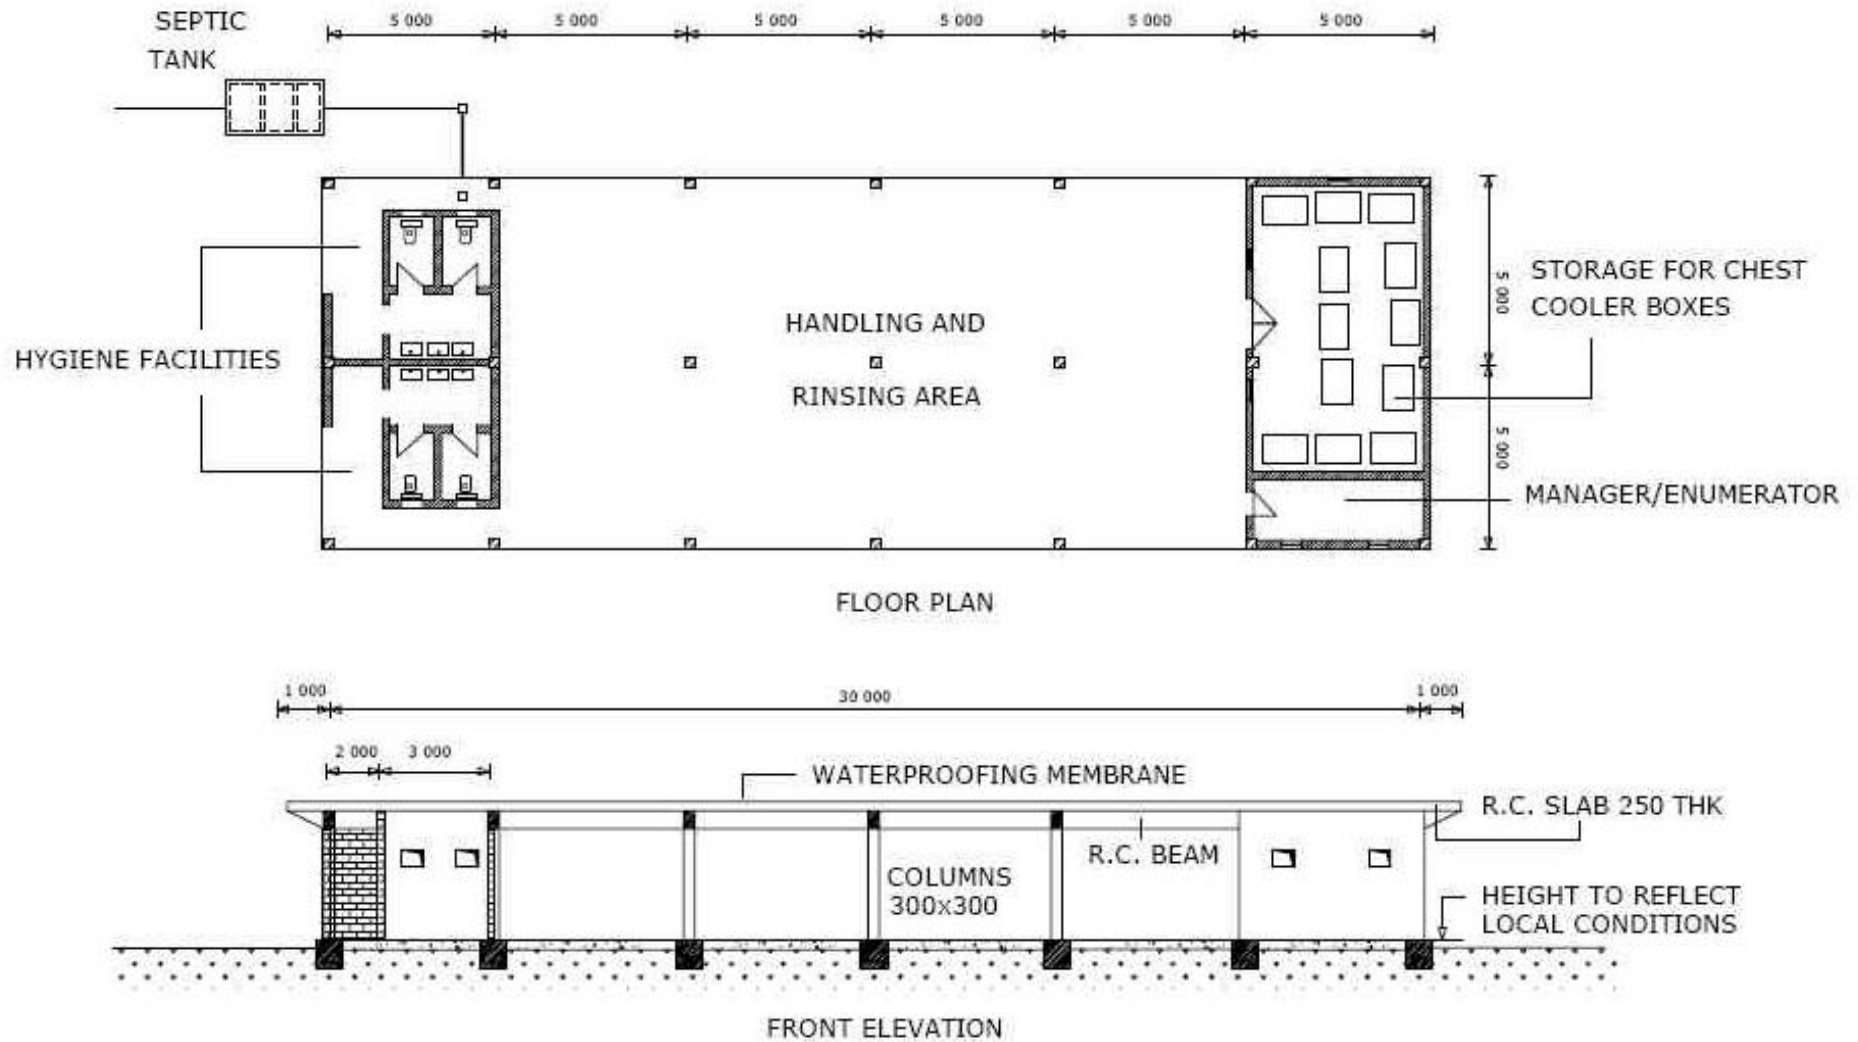 SEPTIC
TANK
5 000
5 000
5 000
5 000
5 000
5 000
HYGIENE FACILITIES
HANDLING AND
RINSING AREA
5 000
5 000
STORAGE FOR CHEST
COOLER BOXES
MANAGER/ENUMERATOR
FLOOR PLAN
1 000
30 000
1 000
2 000
3 000
WATERPROOFING MEMBRANE
R.C. SLAB 250 THK
R.C. BEAM
COLUMNS
300x300
HEIGHT TO REFLECT
LOCAL CONDITIONS
FRONT ELEVATION